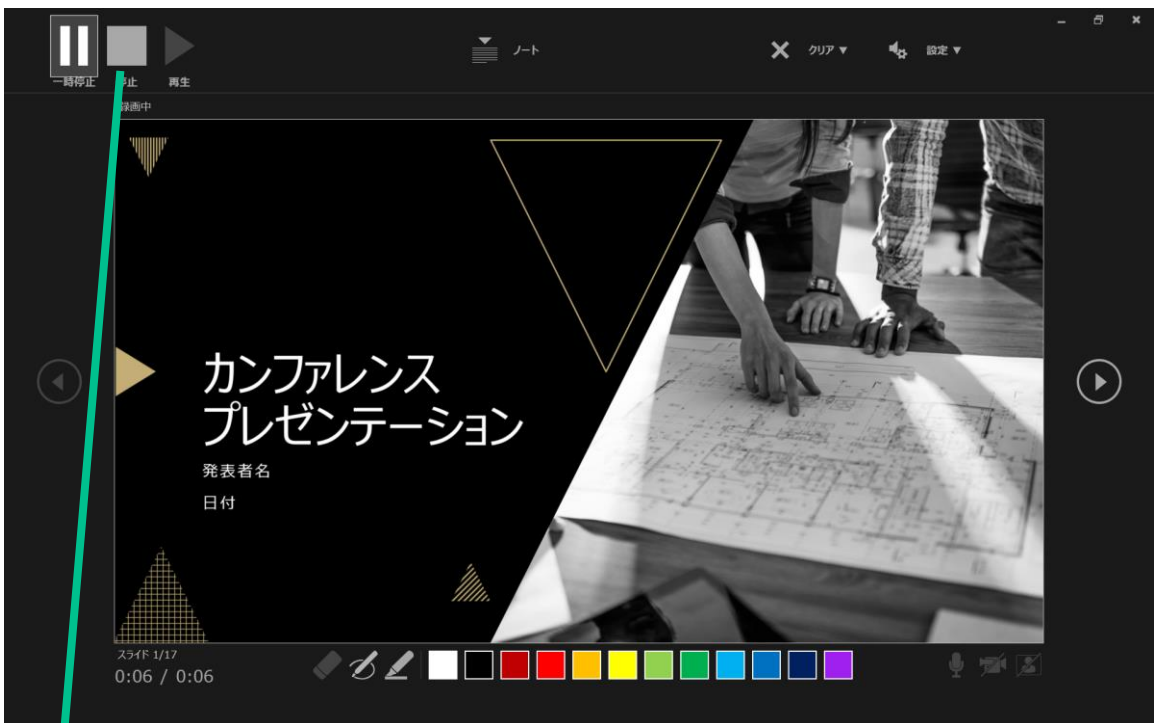 ノート
クリア ▼
設定 ▼
一時停止
停止
再生
録画中
カンファレンス
プレゼンテーション
発表者名
日付
スライド 1/17
0:06 / 0:06